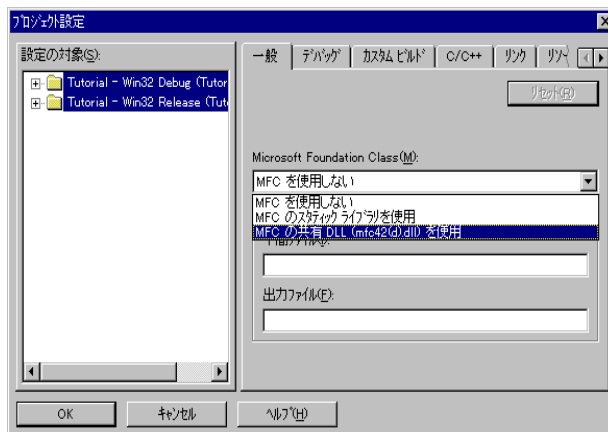 プロジェクト設定
設定の対象(S):
Tutorial - Win32 Debug (Tutor
Tutorial - Win32 Release (Tut
一般 デバッグ カスタム ビルド C/C++ リンク リソ
リセット(R)
Microsoft Foundation Class(M):
MFC を使用しない
MFC を使用しない
MFC のスタティック ライブラリを使用
MFC の共有 DLL (mfc42(d).dll) を使用
出力ファイル(F):
OK キャンセル ヘルプ(H)